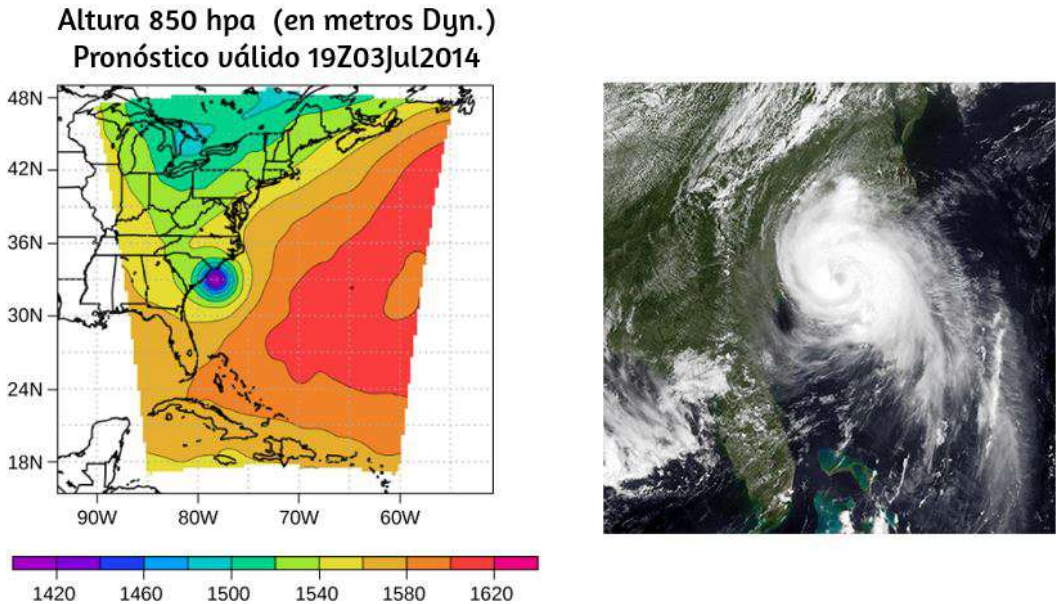 Altura 850 hpa (en metros Dyn.)
Pronóstico válido 19Z03Jul2014
48N
42N
36N
30N
24N
18N
90W 80W 70W 60W
1420 1460 1500 1540 1580 1620